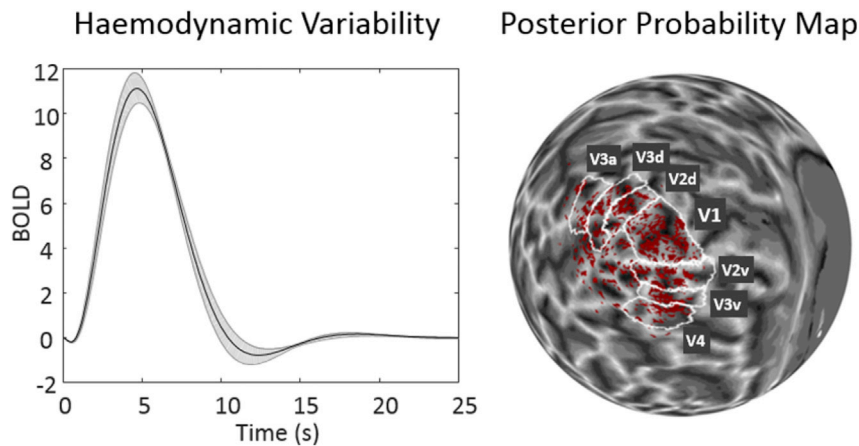 Haemodynamic Variability
Posterior Probability Map
BOLD
12
10
8
6
4
2
0
-2
0
5
10
15
20
25
Time (s)
V3a
V3d
V2d
V1
V2v
V3v
V4